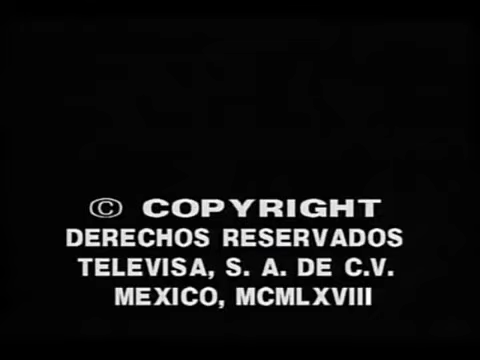 © COPYRIGHT
DERECHOS RESERVADOS
TELEVISA, S. A. DE C.V.
MEXICO, MCMLXVIII